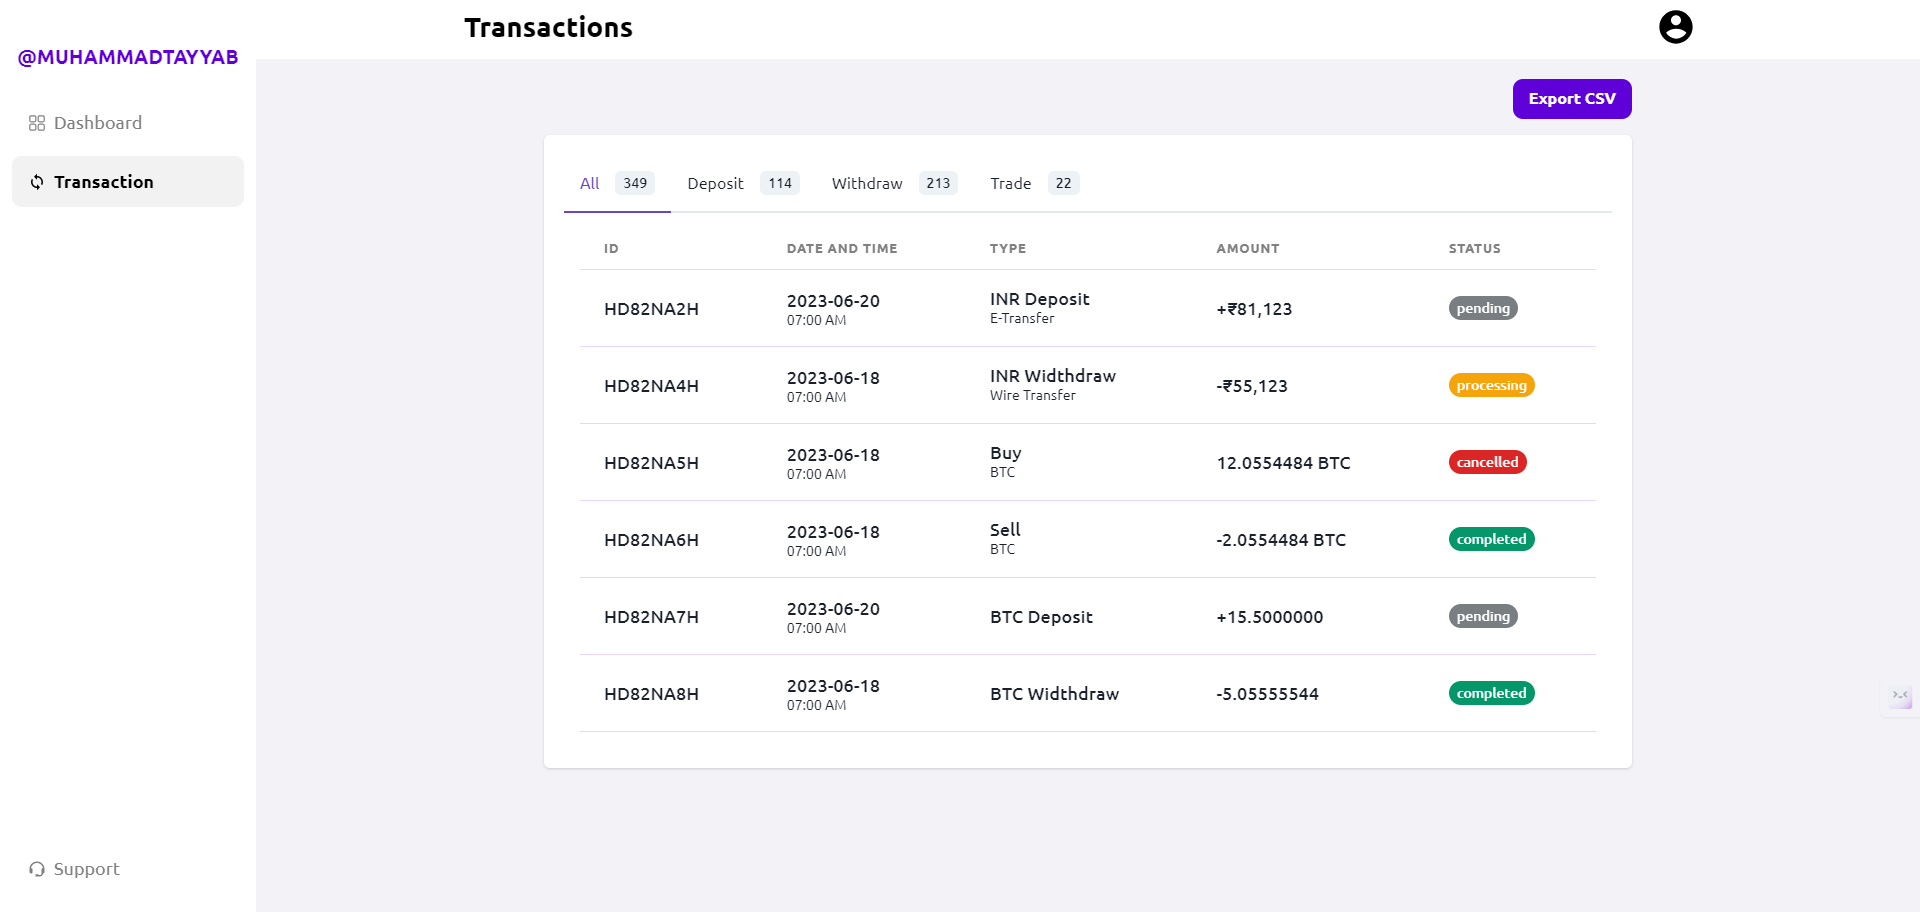 Transactions
@MUHAMMADTAYYAB
Dashboard
Transaction
Support
Export CSV
All 349 Deposit 114 Withdraw 213 Trade 22
ID DATE AND TIME TYPE AMOUNT STATUS
HD82NA2H 2023-06-20 07:00 AM INR Deposit E-Transfer +₹81,123 pending
HD82NA4H 2023-06-18 07:00 AM INR Widthdraw Wire Transfer -₹55,123 processing
HD82NA5H 2023-06-18 07:00 AM Buy BTC 12.0554484 BTC cancelled
HD82NA6H 2023-06-18 07:00 AM Sell BTC -2.0554484 BTC completed
HD82NA7H 2023-06-20 07:00 AM BTC Deposit +15.5000000 pending
HD82NA8H 2023-06-18 07:00 AM BTC Widthdraw -5.05555544 completed